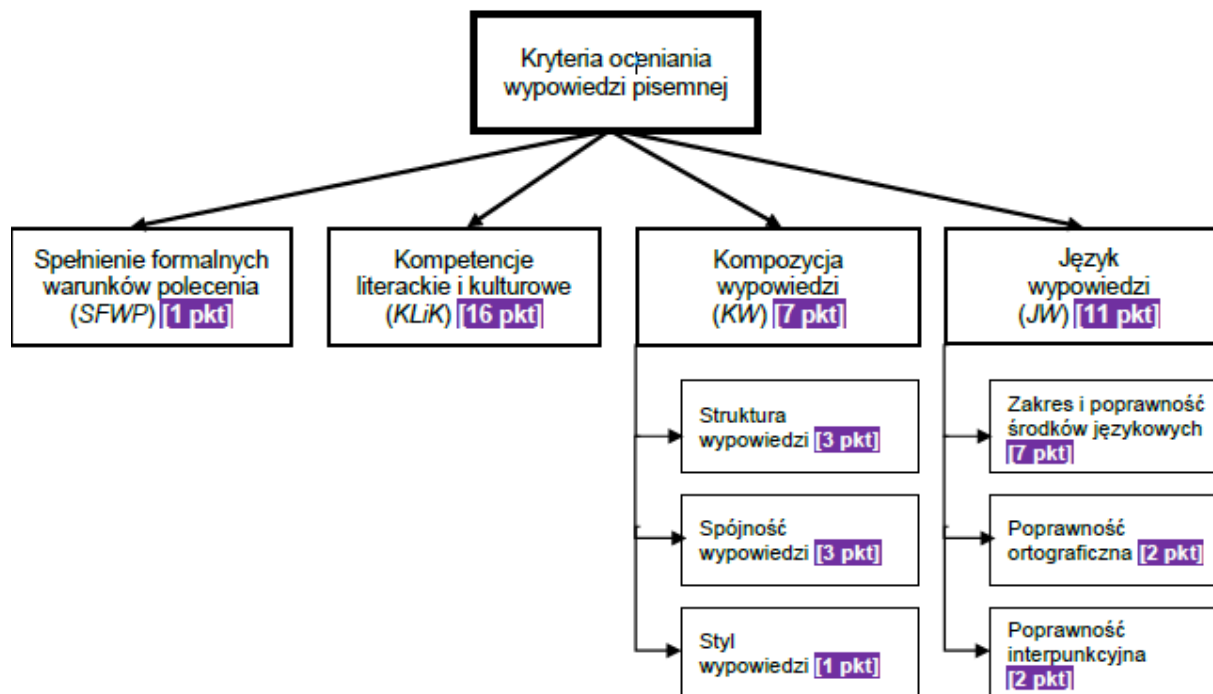 Kryteria oceniania
wypowiedzi pisemnej
Spełnienie formalnych
warunków polecenia
(SFWP) [1 pkt]
Kompetencje
literackie i kulturowe
(KLiK) [16 pkt]
Kompozycja
wypowiedzi
(KW) [7 pkt]
Język
wypowiedzi
(JW) [11 pkt]
Struktura
wypowiedzi [3 pkt]
Spójność
wypowiedzi [3 pkt]
Styl
wypowiedzi [1 pkt]
Zakres i poprawność
środków językowych
[7 pkt]
Poprawność
ortograficzna [2 pkt]
Poprawność
interpunkcyjna
[2 pkt]